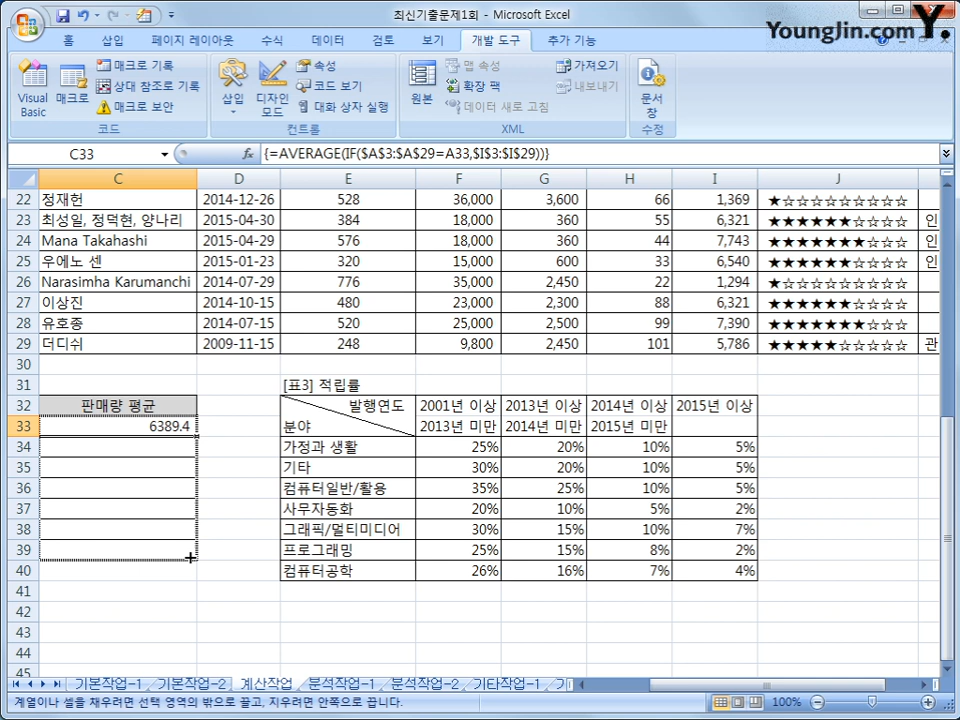 최신기출문제1회 - Microsoft Excel
YoungJin.com Y.
홈 삽입 페이지 레이아웃 수식 데이터 검토 보기 개발 도구 추가 기능
Visual Basic
매크로
매크로 기록
상대 참조로 기록
매크로 보안
코드
삽입
디자인 모드
속성
코드 보기
대화 상자 실행
컨트롤
원본
맵 속성
확장 팩
데이터 새로 고침
가져오기
내보내기
XML
문서 창
수정
C33 fx {=AVERAGE(IF($A$3:$A$29=A33,$I$3:$I$29))}
C D E F G H I J
22 정재헌 2014-12-26 528 36,000 3,600 66 1,369 ★☆☆☆☆☆☆☆☆☆
23 최성일, 정덕현, 양나리 2015-04-30 384 18,000 360 55 6,321 ★★★★★★☆☆☆☆ 인
24 Mana Takahashi 2015-04-29 576 18,000 360 44 7,743 ★★★★★★★☆☆☆ 인
25 우에노 센 2015-01-23 320 15,000 600 33 6,540 ★★★★★★☆☆☆☆ 인
26 Narasimha Karumanchi 2014-07-29 776 35,000 2,450 22 1,294 ★☆☆☆☆☆☆☆☆☆
27 이상진 2014-10-15 480 23,000 2,300 88 6,321 ★★★★★★☆☆☆☆
28 유호종 2014-07-15 520 25,000 2,500 99 7,390 ★★★★★★★☆☆☆
29 더디쉬 2009-11-15 248 9,800 2,450 101 5,786 ★★★★★☆☆☆☆☆ 관
30
31 [표3] 적립률
32 판매량 평균 발행연도 2001년 이상 2013년 이상 2014년 이상 2015년 이상
33 6389.4 분야 2013년 미만 2014년 미만 2015년 미만
34 가정과 생활 25% 20% 10% 5%
35 기타 30% 20% 10% 5%
36 컴퓨터일반/활용 35% 25% 10% 5%
37 사무자동화 20% 10% 5% 2%
38 그래픽/멀티미디어 30% 15% 10% 7%
39 프로그래밍 25% 15% 8% 2%
40 컴퓨터공학 26% 16% 7% 4%
41
42
43
44
45
기본작업-1 기본작업-2 계산작업 분석작업-1 분석작업-2 기타작업-1
계열이나 셀을 채우려면 선택 영역의 밖으로 끌고, 지우려면 안쪽으로 끕니다. 100%